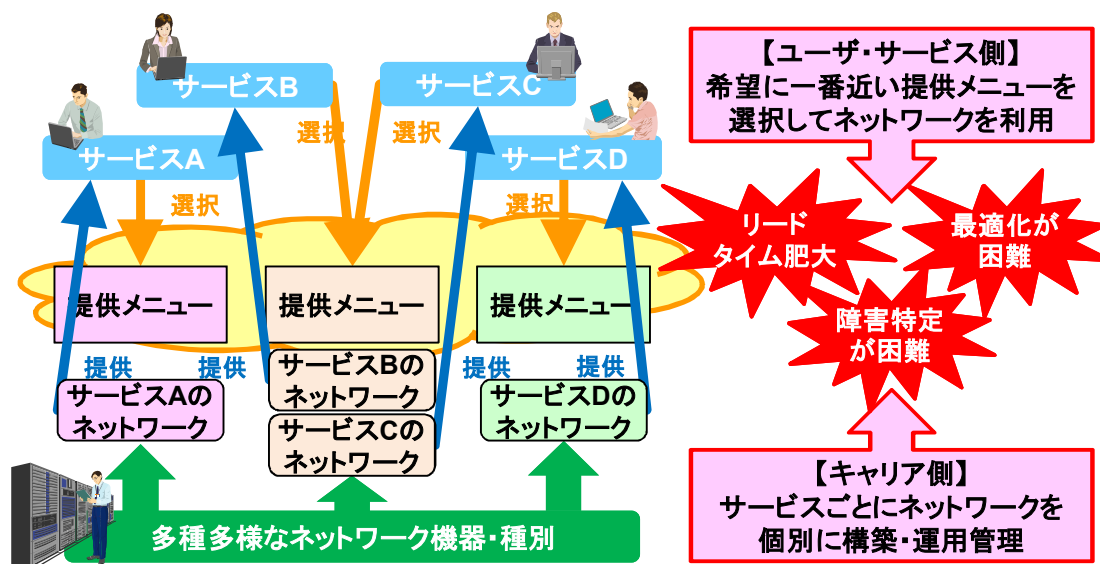 サービスB
サービスC
サービスA
サービスD
選択
選択
選択
選択
提供メニュー
提供メニュー
提供メニュー
提供
提供
提供
提供
サービスAの
ネットワーク
サービスBの
ネットワーク
サービスCの
ネットワーク
サービスDの
ネットワーク
多種多様なネットワーク機器・種別
【ユーザ・サービス側】
希望に一番近い提供メニューを
選択してネットワークを利用
リード
タイム肥大
最適化が
困難
障害特定
が困難
【キャリア側】
サービスごとにネットワークを
個別に構築・運用管理